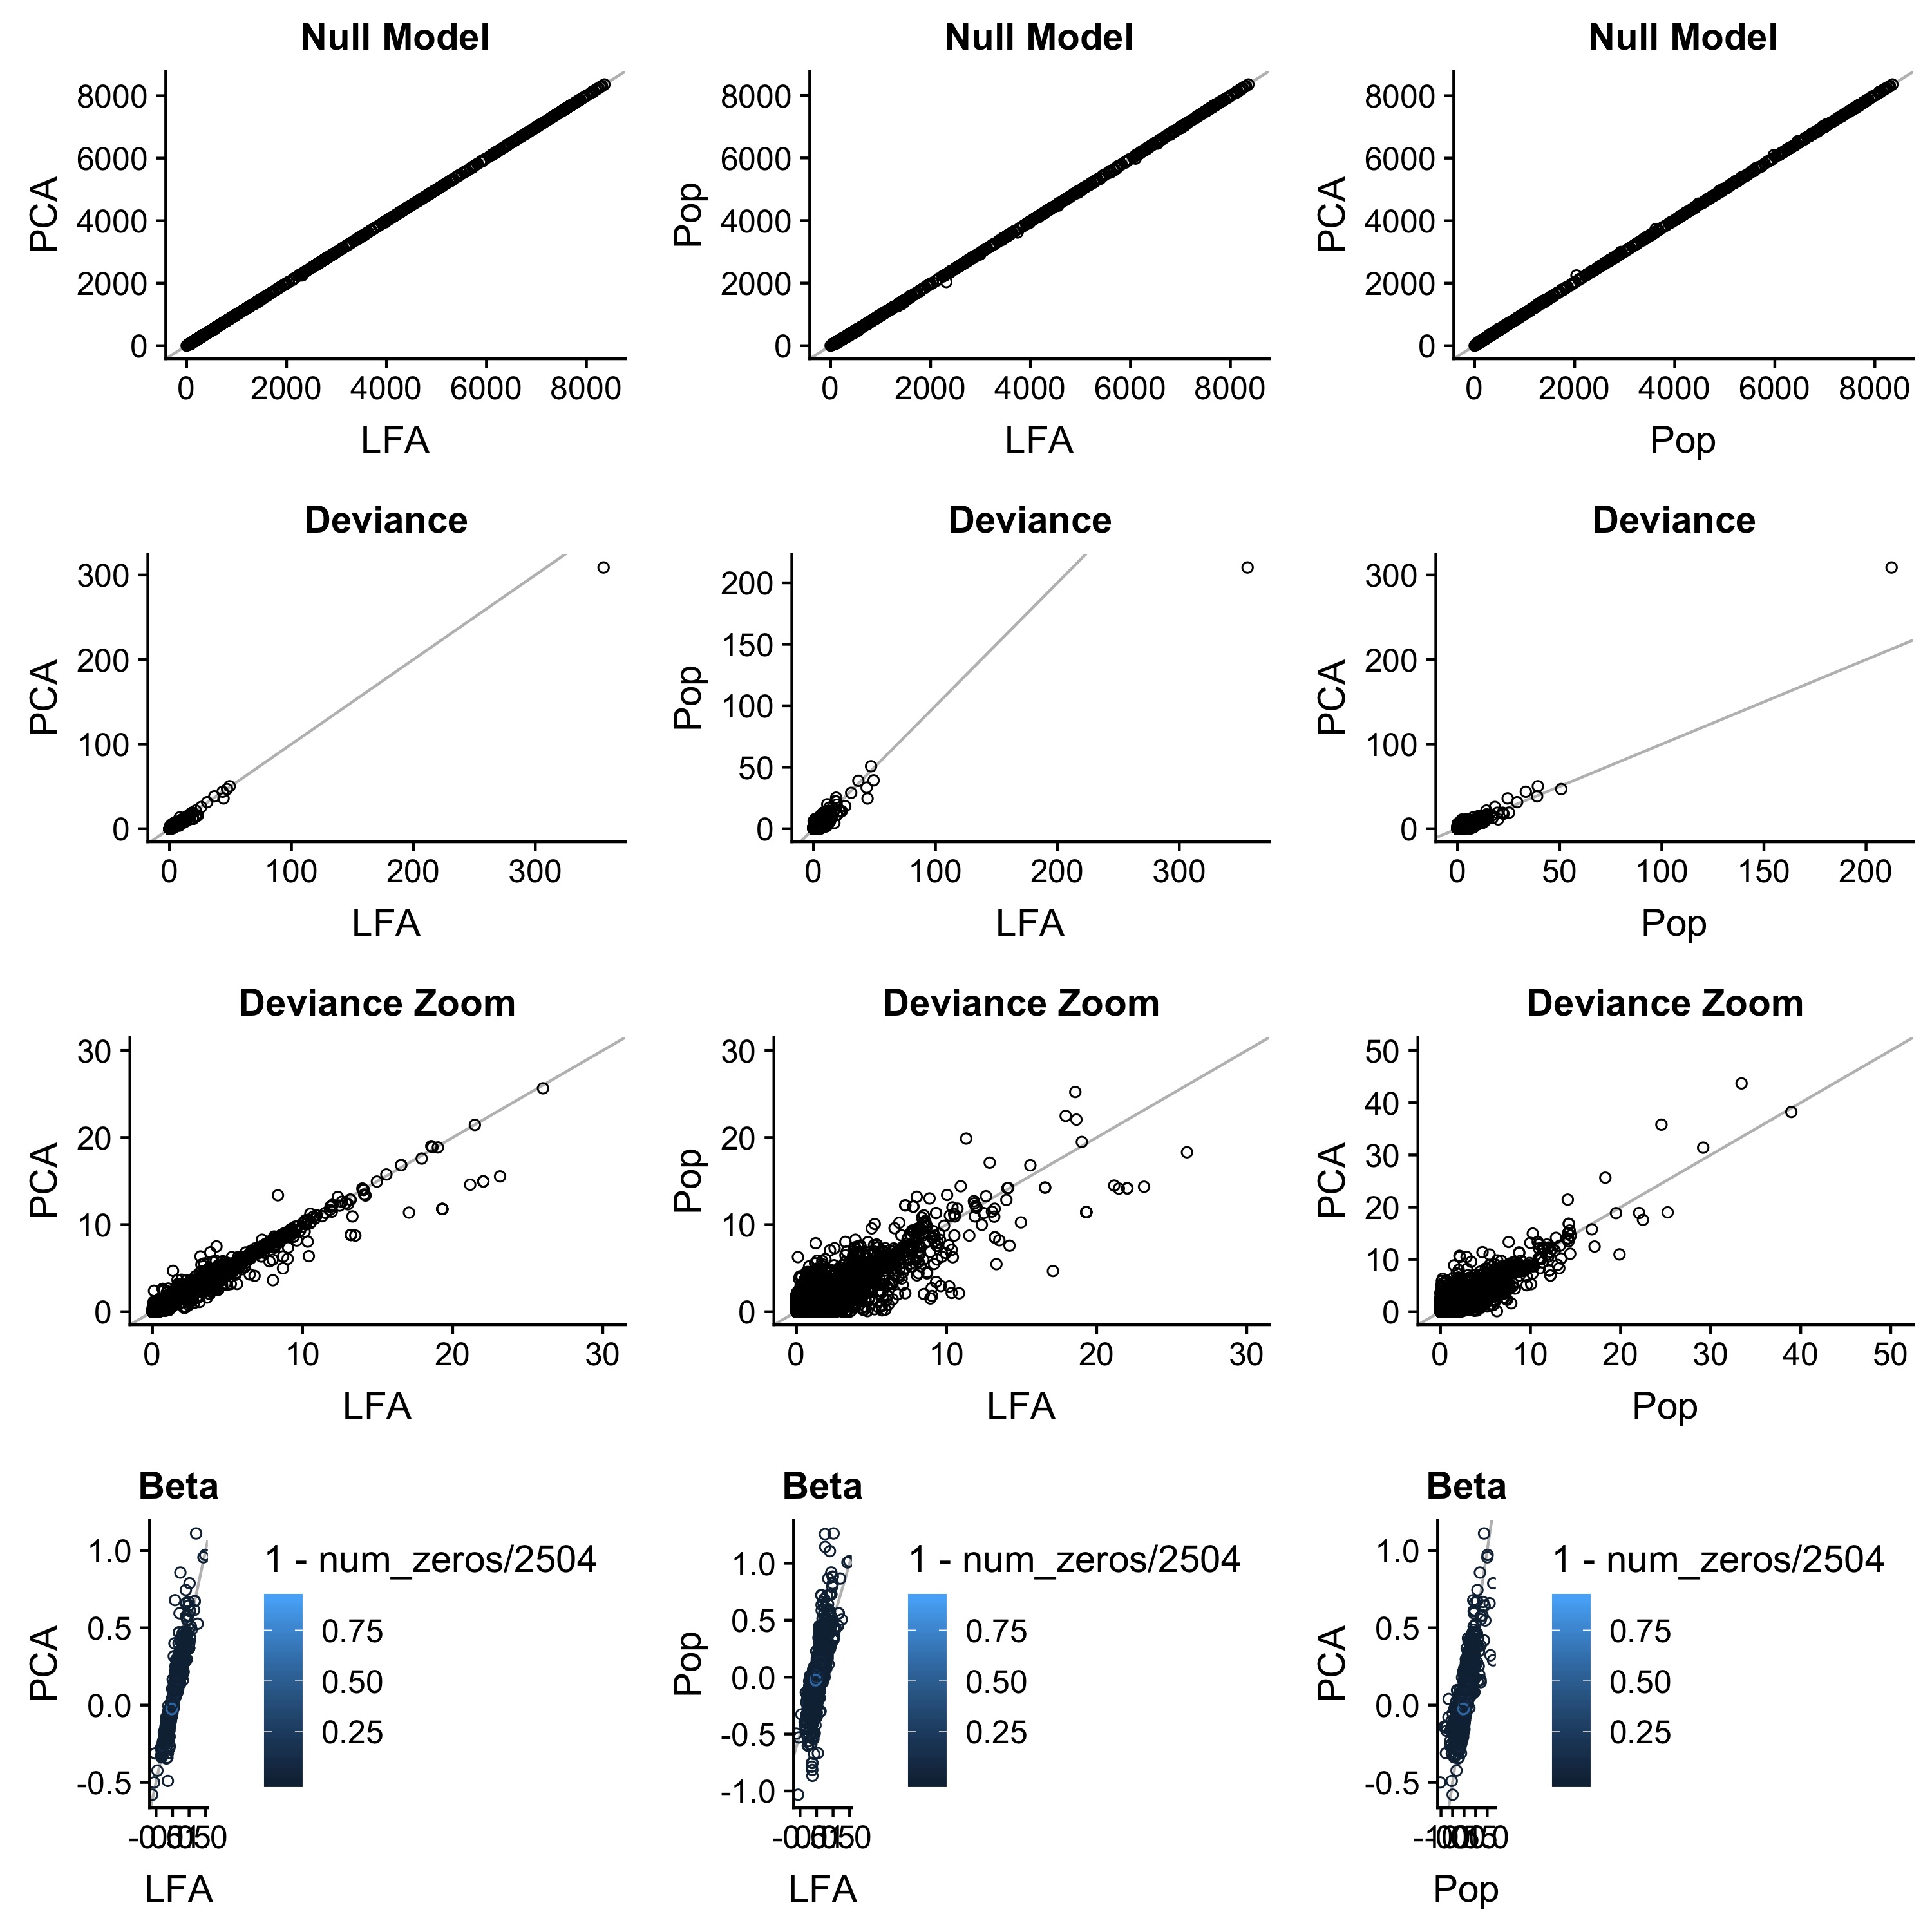 Null Model
8000
6000
4000
2000
0
PCA
0 2000 4000 6000 8000
LFA
Null Model
8000
6000
4000
2000
0
Pop
0 2000 4000 6000 8000
LFA
Null Model
8000
6000
4000
2000
0
PCA
0 2000 4000 6000 8000
Pop
Deviance
300
200
100
0
PCA
0 100 200 300
LFA
Deviance
200
150
100
50
0
Pop
0 100 200 300
LFA
Deviance
300
200
100
0
PCA
0 50 100 150 200
Pop
Deviance Zoom
30
20
10
0
PCA
0 10 20 30
LFA
Deviance Zoom
30
20
10
0
Pop
0 10 20 30
LFA
Deviance Zoom
50
40
30
20
10
0
PCA
0 10 20 30 40 50
Pop
Beta
1.0
0.5
0.0
-0.5
PCA
LFA
1 - num_zeros/2504
0.75
0.50
0.25
Beta
1.0
0.5
0.0
-0.5
-1.0
Pop
LFA
1 - num_zeros/2504
0.75
0.50
0.25
Beta
1.0
0.5
0.0
-0.5
PCA
Pop
1 - num_zeros/2504
0.75
0.50
0.25